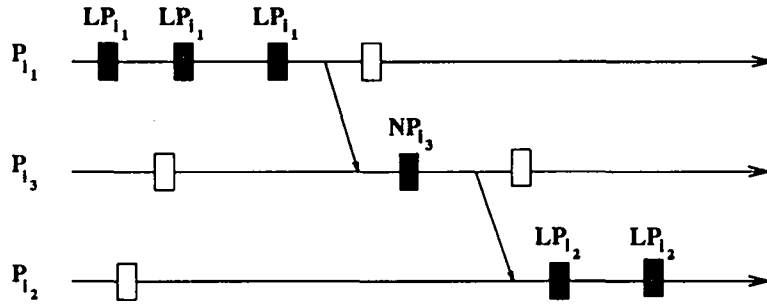 LP_{i_1} LP_{i_1} LP_{i_1}
P_{i_1}
NP_{i_3}
P_{i_3}
LP_{i_2} LP_{i_2}
P_{i_2}